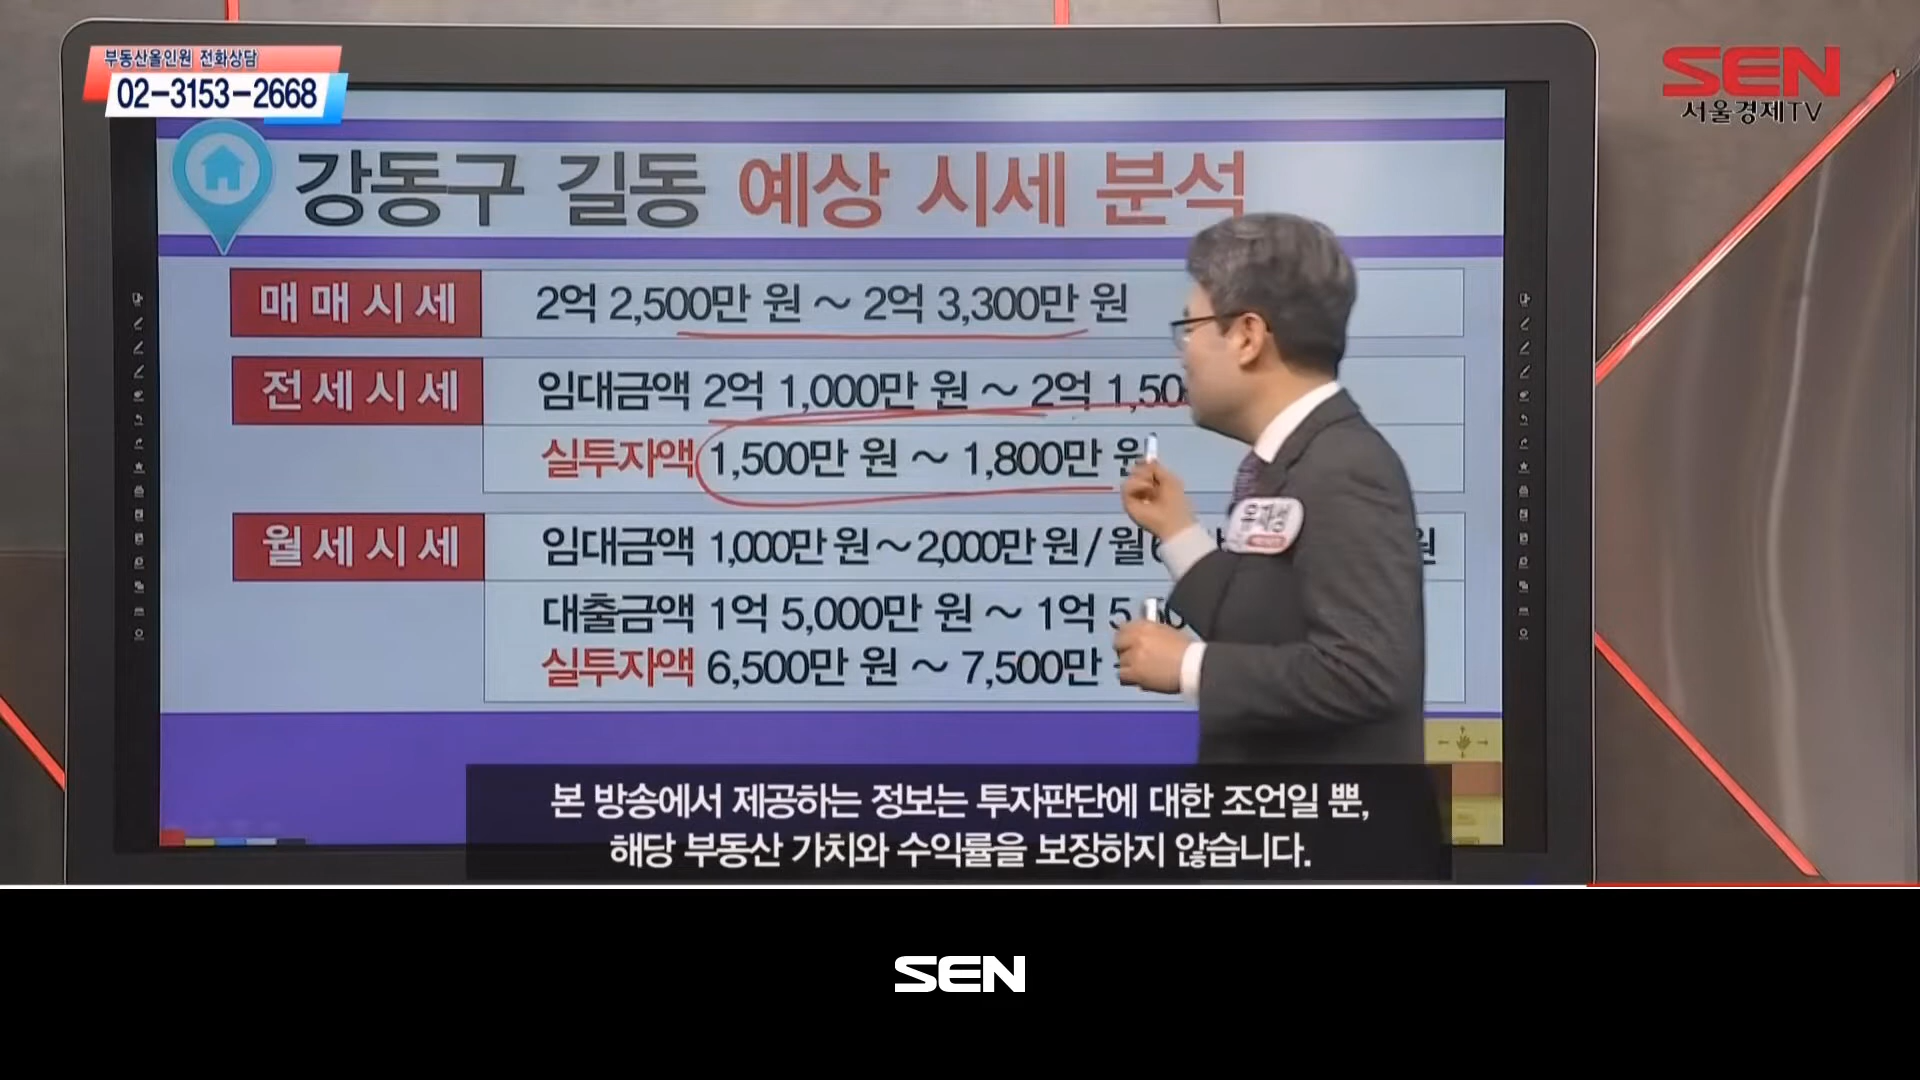 부동산올인원 전화상담
02-3153-2668
SEN
서울경제TV
강동구 길동 예상 시세 분석
매매시세 2억 2,500만 원 ~ 2억 3,300만 원
전세시세 임대금액 2억 1,000만 원 ~ 2억
실투자액 1,500만 원 ~ 1,800만 원
월세시세 임대금액 1,000만 원~2,000만 원/월 원
대출금액 1억 5,000만 원 ~ 1억
실투자액 6,500만 원 ~ 7,500만
본 방송에서 제공하는 정보는 투자판단에 대한 조언일 뿐,
해당 부동산 가치와 수익률을 보장하지 않습니다.
SEN